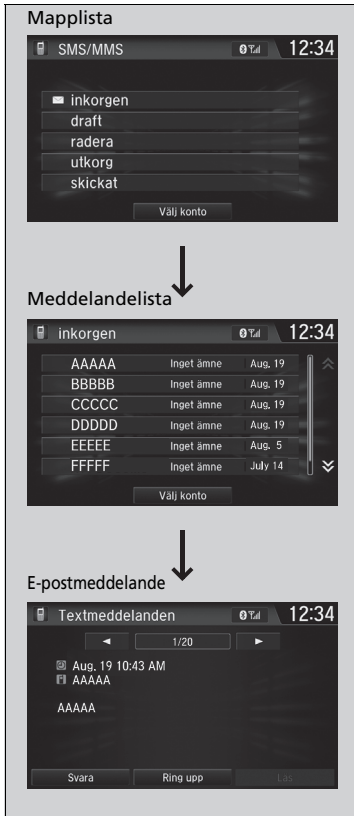 Mapplista
SMS/MMS 12:34
inkorgen
draft
radera
utkorg
skickat
Välj konto
Meddelandelista
inkorgen 12:34
AAAAA Inget ämne Aug. 19
BBBBB Inget ämne Aug. 19
CCCCC Inget ämne Aug. 19
DDDDD Inget ämne Aug. 19
EEEEE Inget ämne Aug. 5
FFFFF Inget ämne July 14
Välj konto
E-postmeddelande
Textmeddelanden 12:34
1/20
Aug. 19 10:43 AM
AAAAA
AAAAA
Svara Ring upp Läs